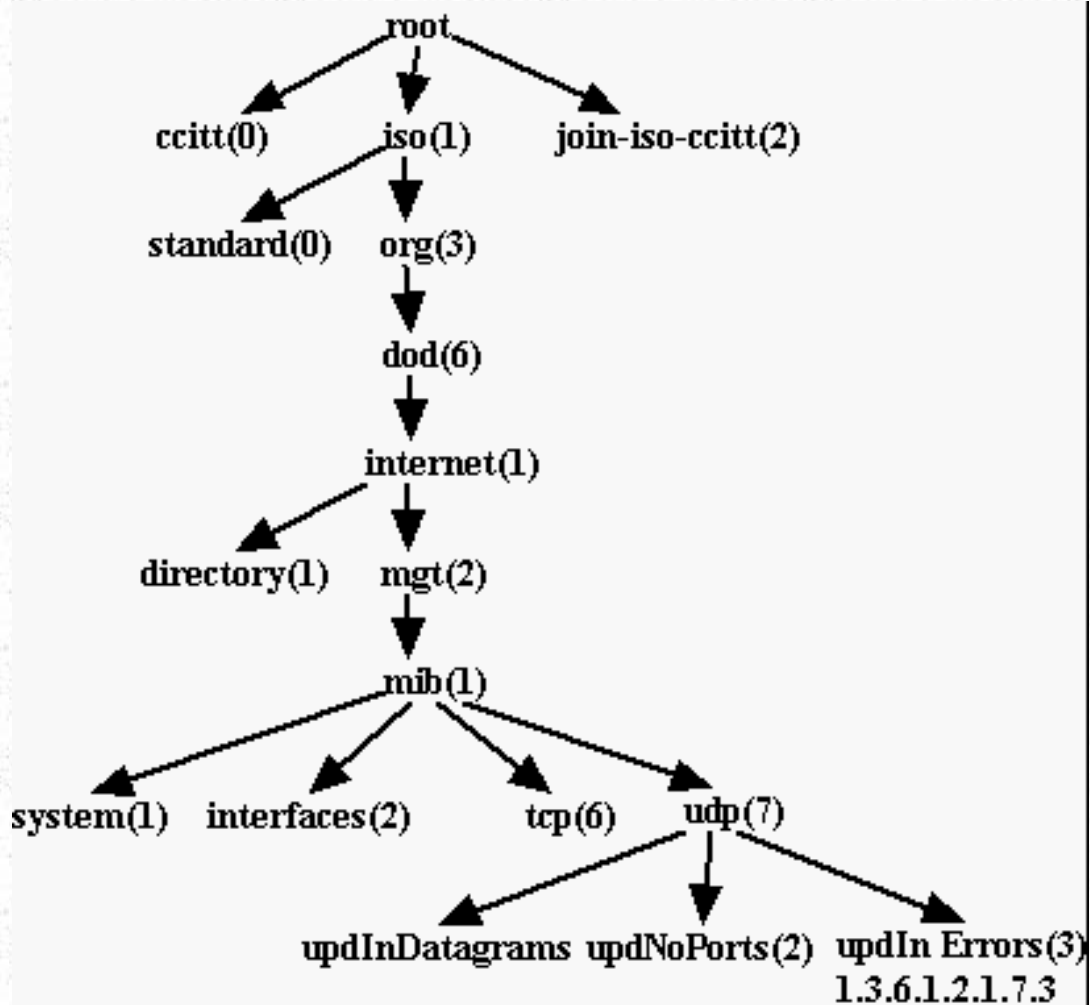 root
ccitt(0) iso(1) join-iso-ccitt(2)
standard(0) org(3)
dod(6)
internet(1)
directory(1) mgt(2)
mib(1)
system(1) interfaces(2) tcp(6) udp(7)
updInDatagrams updNoPorts(2) updIn Errors(3)
1.3.6.1.2.1.7.3